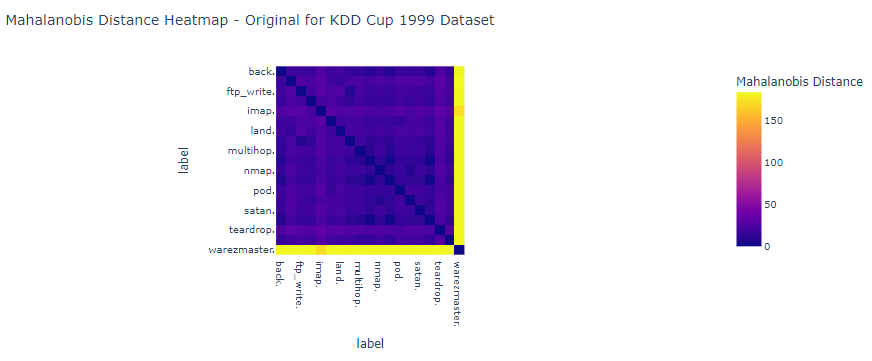 Mahalanobis Distance Heatmap - Original for KDD Cup 1999 Dataset
Mahalanobis Distance
150
100
50
0
label
back.
ftp_write.
imap.
land.
multihop.
nmap.
pod.
satan.
teardrop.
warezmaster.
back.
ftp_write.
imap.
land.
multihop.
nmap.
pod.
satan.
teardrop.
warezmaster.
label